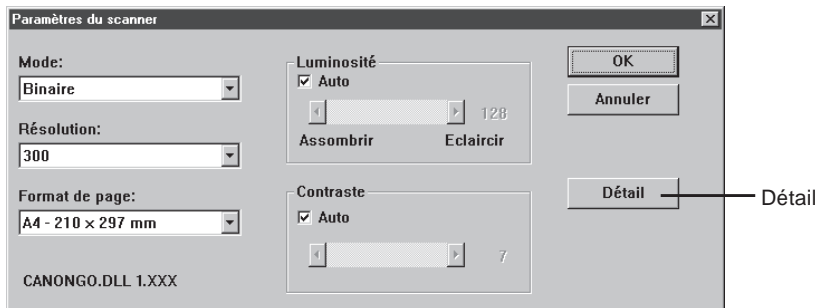 Paramètres du scanner
Mode:
Binaire
Résolution:
300
Format de page:
A4 - 210 × 297 mm
CANONGO.DLL 1.XXX
Luminosité
Auto
128
Assombrir Eclaircir
Contraste
Auto
7
OK
Annuler
Détail
Détail